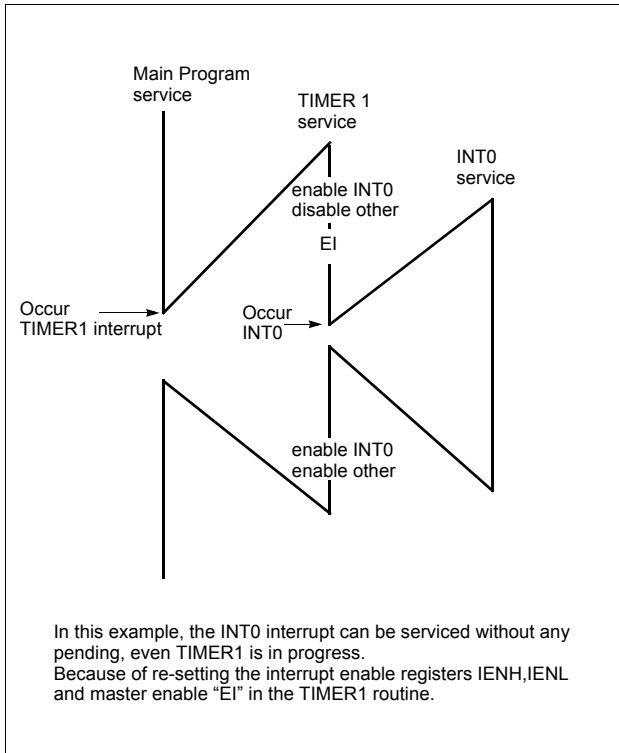 Main Program
service
TIMER 1
service
INT0
service
enable INT0
disable other
EI
Occur
TIMER1 interrupt
Occur
INT0
enable INT0
enable other
In this example, the INT0 interrupt can be serviced without any
pending, even TIMER1 is in progress.
Because of re-setting the interrupt enable registers IENH,IENL
and master enable “EI” in the TIMER1 routine.